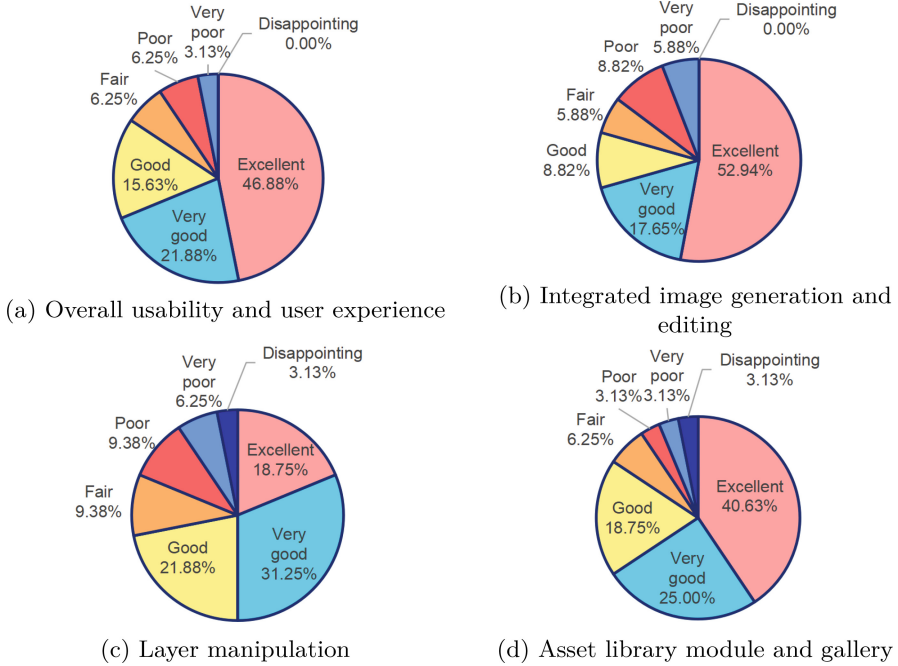 Very
poor
3.13%
Disappointing
0.00%
Poor
6.25%
Fair
6.25%
Good
15.63%
Excellent
46.88%
Very
good
21.88%
(a) Overall usability and user experience
Very
poor
5.88%
Disappointing
0.00%
Poor
8.82%
Fair
5.88%
Good
8.82%
Excellent
52.94%
Very
good
17.65%
(b) Integrated image generation and
editing
Very
poor
6.25%
Disappointing
3.13%
Poor
9.38%
Fair
9.38%
Excellent
18.75%
Good
21.88%
Very
good
31.25%
(c) Layer manipulation
Very
poor
3.13%
Disappointing
3.13%
Poor
3.13%
Fair
6.25%
Excellent
40.63%
Good
18.75%
Very
good
25.00%
(d) Asset library module and gallery